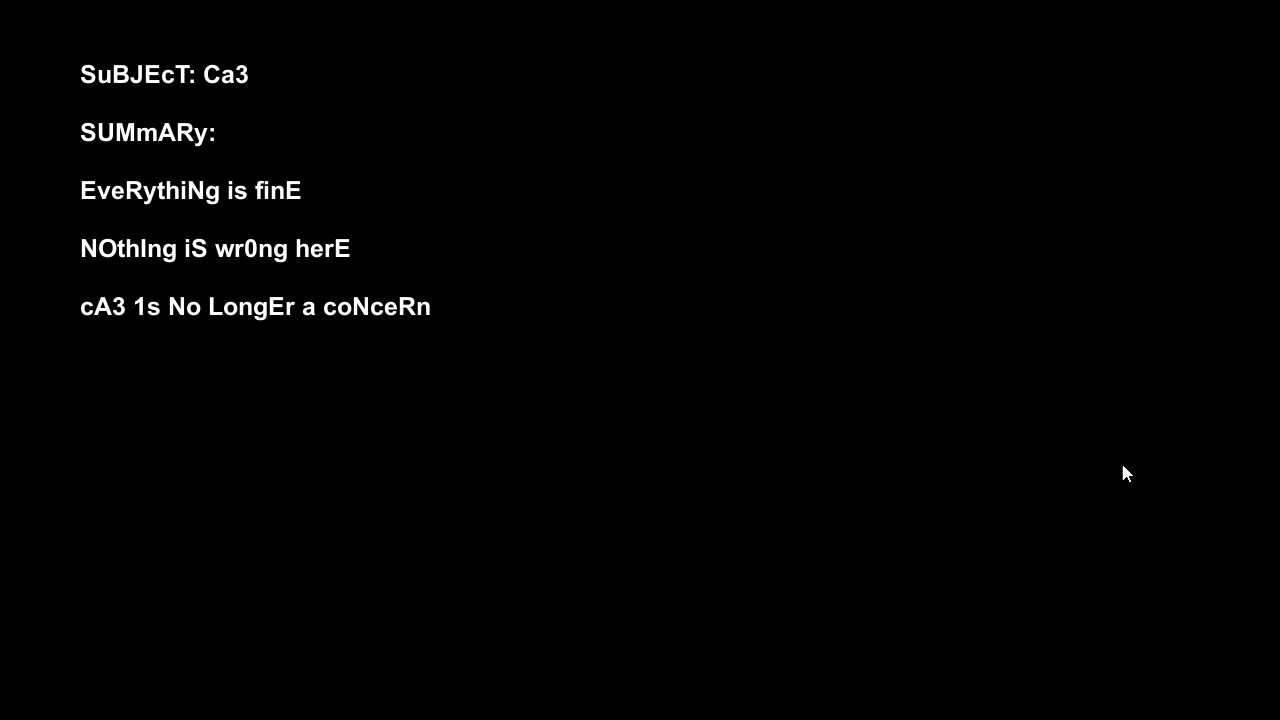 SuBJEcT: Ca3
SUMmARy:
EveRythiNg is finE
NOthIng iS wr0ng herE
cA3 1s No LongEr a coNceRn